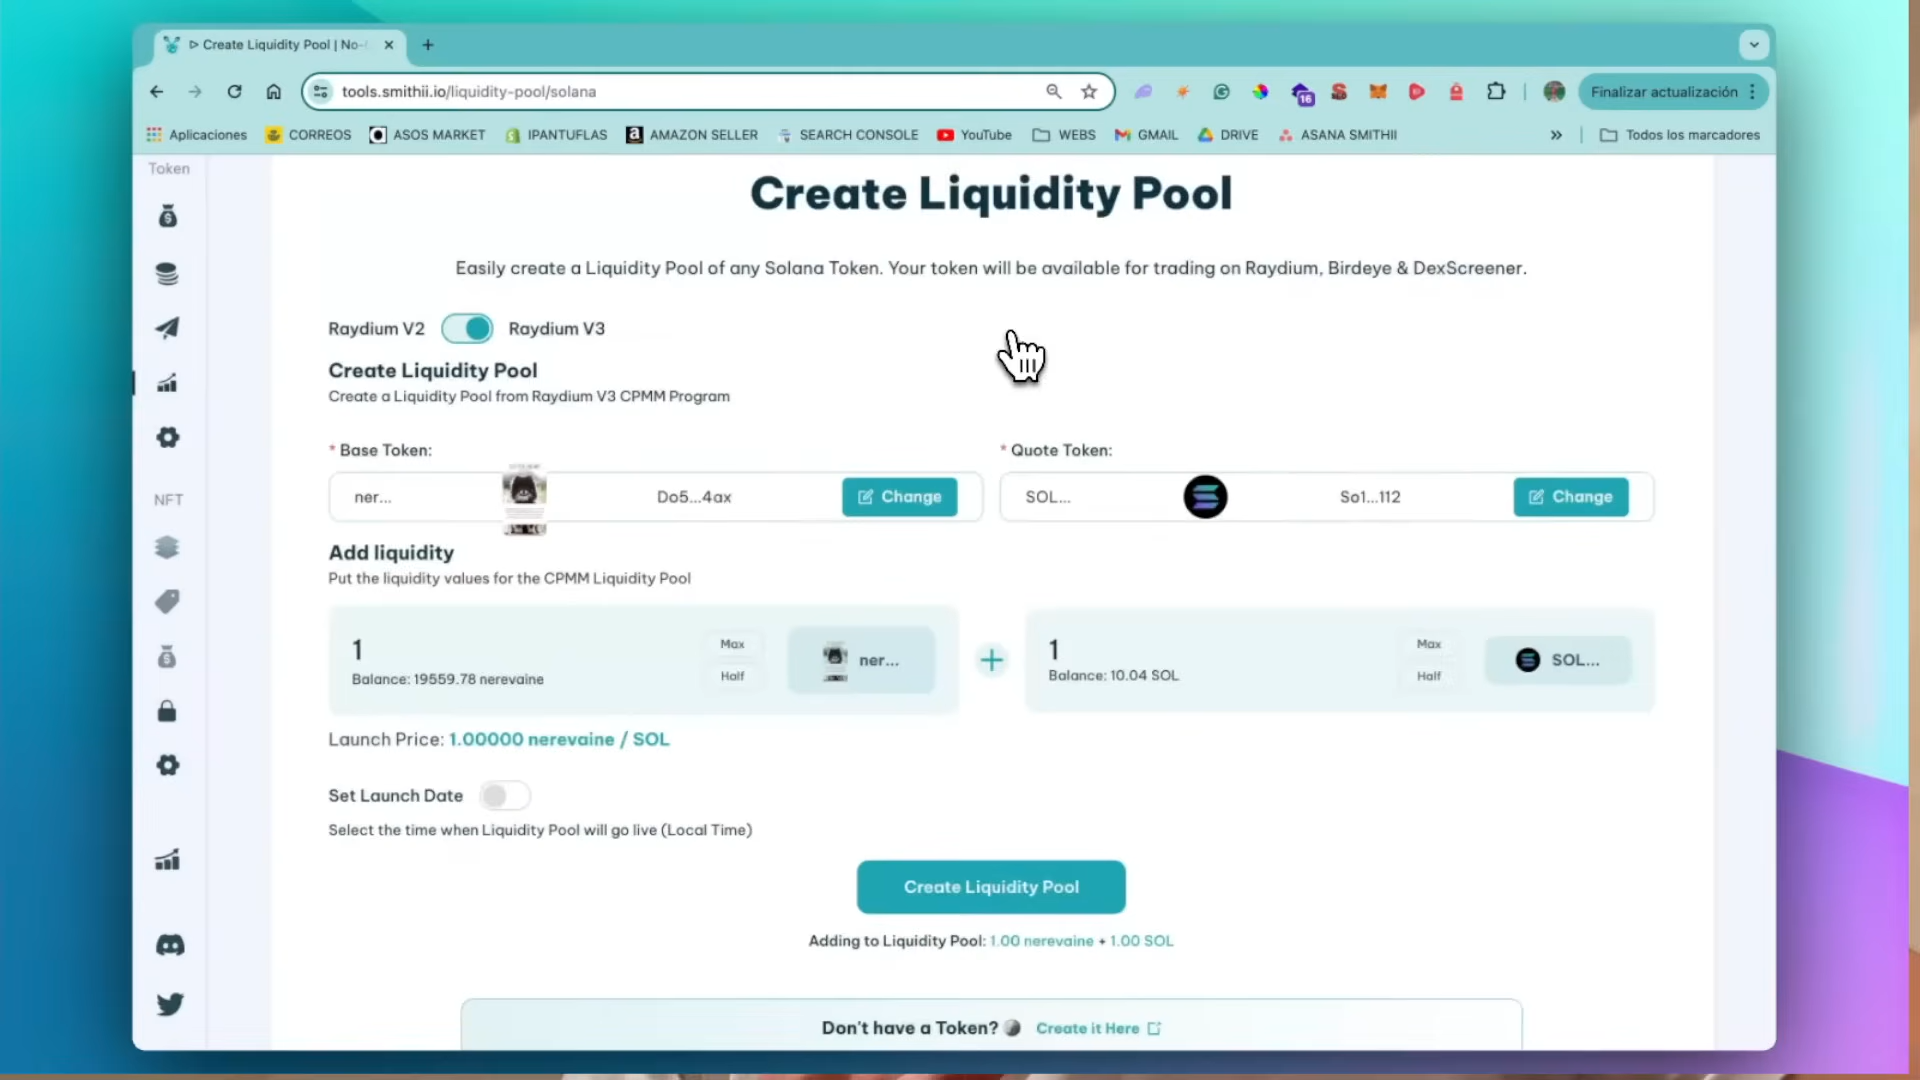 Create Liquidity Pool | No-
tools.smithii.io/liquidity-pool/solana
16
Finalizar actualización
Aplicaciones
CORREOS
ASOS MARKET
IPANTUFLAS
AMAZON SELLER
SEARCH CONSOLE
YouTube
WEBS
GMAIL
DRIVE
ASANA SMITHII
Todos los marcadores
Token
NFT
Create Liquidity Pool
Easily create a Liquidity Pool of any Solana Token. Your token will be available for trading on Raydium, Birdeye & DexScreener.
Raydium V2
Raydium V3
Create Liquidity Pool
Create a Liquidity Pool from Raydium V3 CPMM Program
* Base Token:
* Quote Token:
ner...
Do5...4ax
Change
SOL...
So1...112
Change
Add liquidity
Put the liquidity values for the CPMM Liquidity Pool
1
Balance: 19559.78 nerevaine
Max
Half
ner...
1
Balance: 10.04 SOL
Max
Half
SOL...
Launch Price: 1.00000 nerevaine / SOL
Set Launch Date
Select the time when Liquidity Pool will go live (Local Time)
Create Liquidity Pool
Adding to Liquidity Pool: 1.00 nerevaine + 1.00 SOL
Don't have a Token?
Create it Here